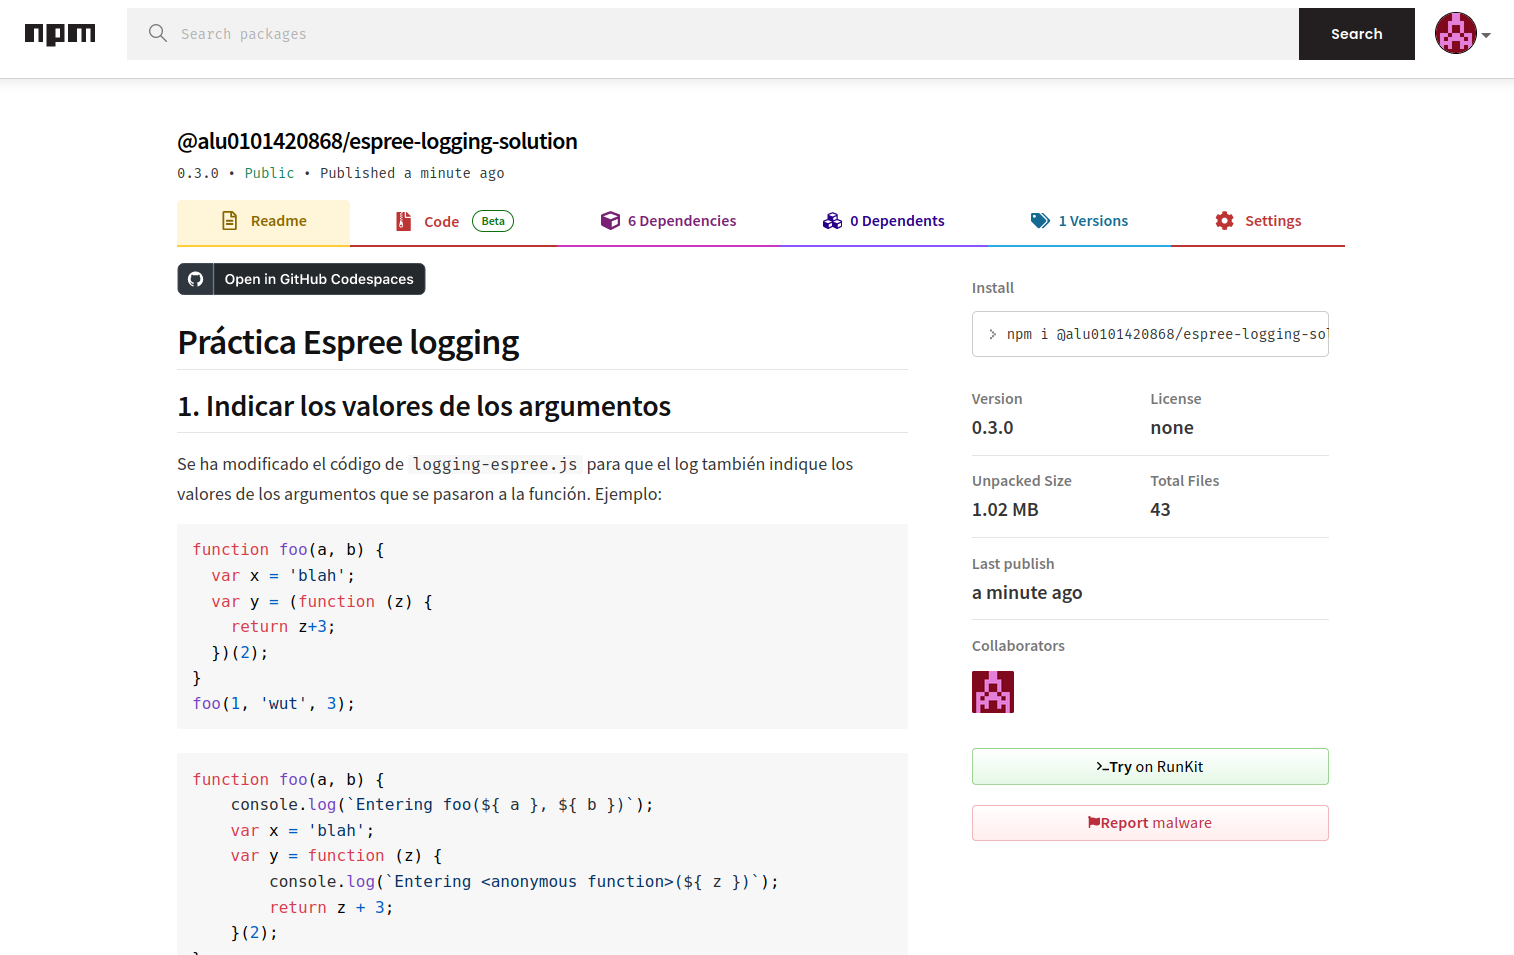 npm
Search packages
Search
@alu0101420868/espree-logging-solution
0.3.0 • Public • Published a minute ago
Readme
Code Beta
6 Dependencies
0 Dependents
1 Versions
Settings
Open in GitHub Codespaces
Práctica Espree logging
1. Indicar los valores de los argumentos
Se ha modificado el código de logging-espree.js para que el log también indique los
valores de los argumentos que se pasaron a la función. Ejemplo:
function foo(a, b) {
  var x = 'blah';
  var y = (function (z) {
    return z+3;
  })(2);
}
foo(1, 'wut', 3);
function foo(a, b) {
    console.log(`Entering foo(${ a }, ${ b })`);
    var x = 'blah';
    var y = function (z) {
        console.log(`Entering <anonymous function>(${ z })`);
        return z + 3;
    }(2);
Install
> npm i @alu0101420868/espree-logging-sol
Version
0.3.0
License
none
Unpacked Size
1.02 MB
Total Files
43
Last publish
a minute ago
Collaborators
Try on RunKit
Report malware